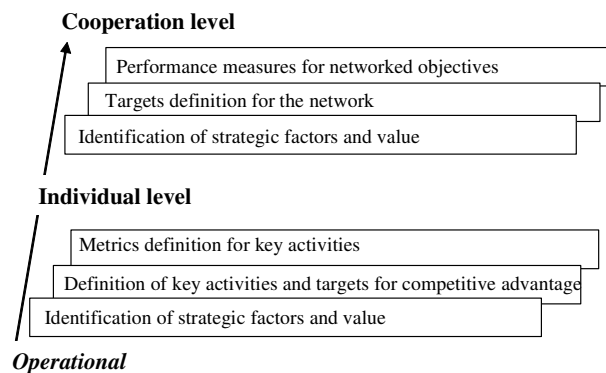 Cooperation level
Performance measures for networked objectives
Targets definition for the network
Identification of strategic factors and value
Individual level
Metrics definition for key activities
Definition of key activities and targets for competitive advantage
Identification of strategic factors and value
Operational